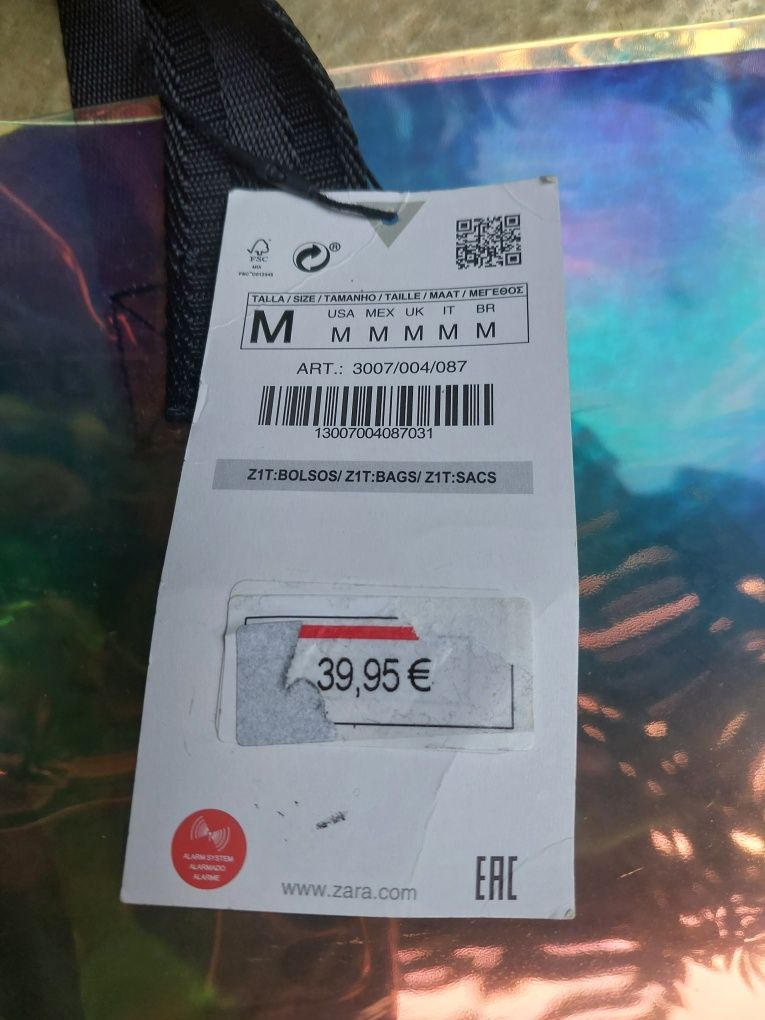 FSC
MIX
®
TALLA / SIZE / TAMANHO / TAILLE / MAAT / ΜΕΓΕΘΟΣ
M
USA MEX UK IT BR
M M M M M
ART.: 3007/004/087
13007004087031
Z1T:BOLSOS/ Z1T:BAGS/ Z1T:SACS
39,95 €
ALARM SYSTEM
ALARMADO
ALARME
www.zara.com
EAC